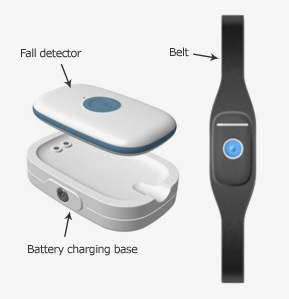 Fall detector
Belt
Battery charging base